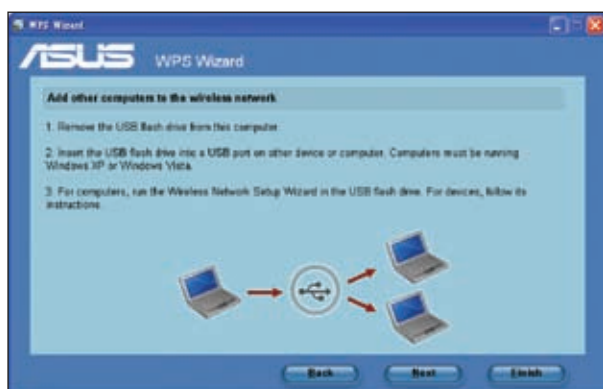 WPS Wizard
ASUS WPS Wizard
Add other computers to the wireless network
1. Remove the USB flash drive from this computer.
2. Insert the USB flash drive into a USB port on other device or computer. Computers must be running
Windows XP or Windows Vista.
3. For computers, run the Wireless Network Setup Wizard in the USB flash drive. For devices, follow its
instructions.
Back Next Finish